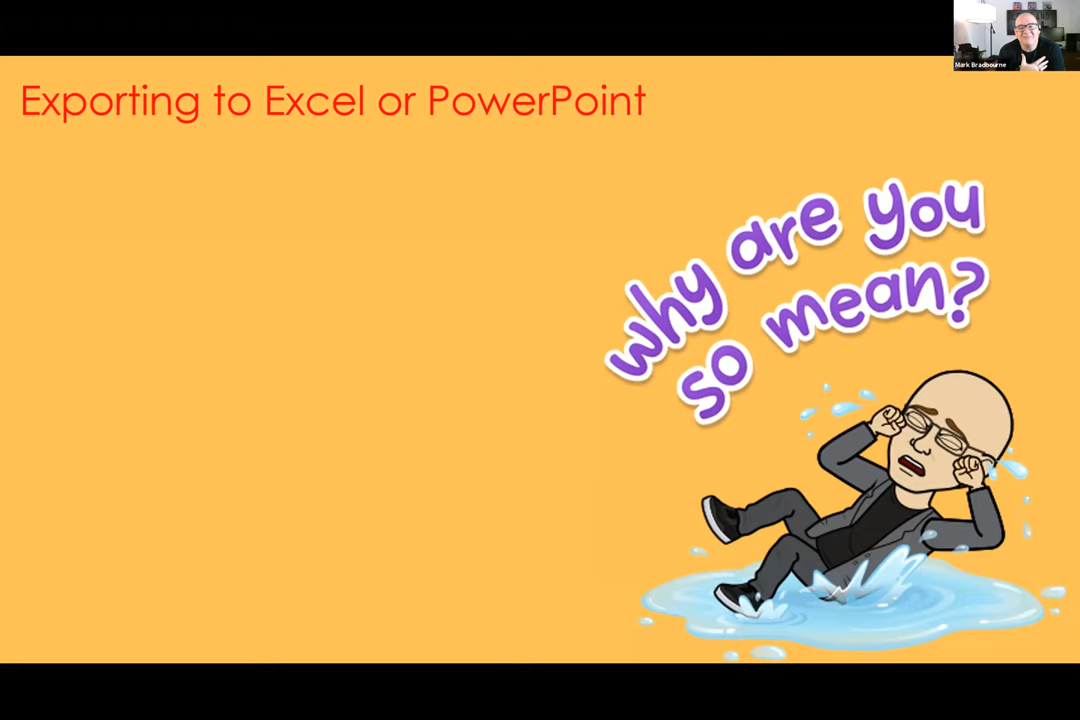 Mark Bradbourne
Exporting to Excel or PowerPoint
why are you
so mean?